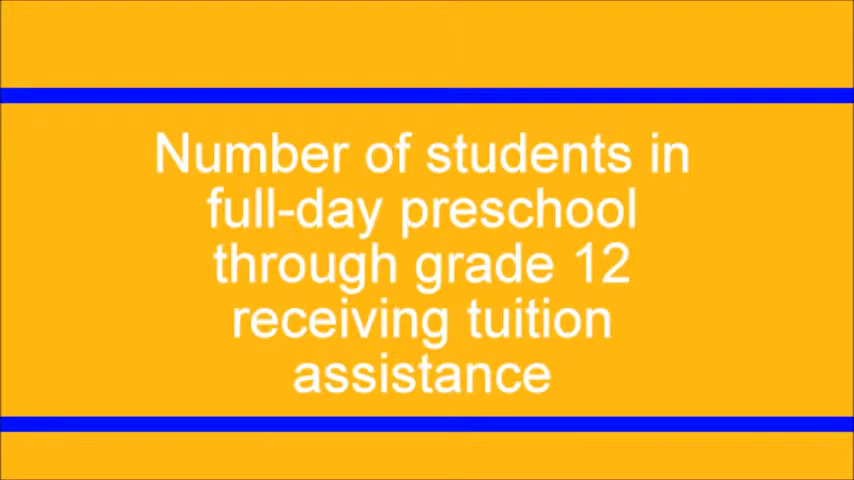 Number of students in
full-day preschool
through grade 12
receiving tuition
assistance